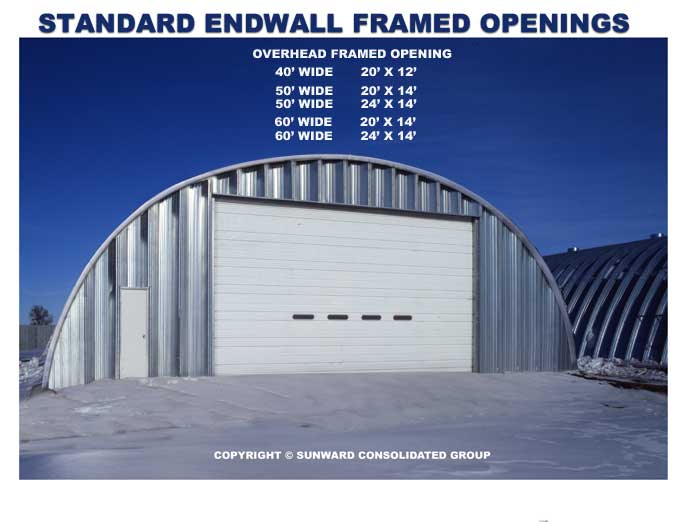 STANDARD ENDWALL FRAMED OPENINGS
OVERHEAD FRAMED OPENING
40’ WIDE 20’ X 12’
50’ WIDE 20’ X 14’
50’ WIDE 24’ X 14’
60’ WIDE 20’ X 14’
60’ WIDE 24’ X 14’
COPYRIGHT © SUNWARD CONSOLIDATED GROUP